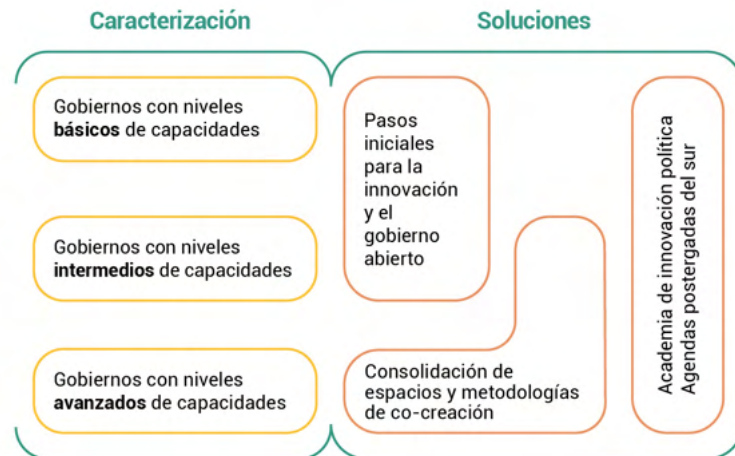 Caracterización
Soluciones
Gobiernos con niveles
básicos de capacidades
Gobiernos con niveles
intermedios de capacidades
Gobiernos con niveles
avanzados de capacidades
Pasos
iniciales
para la
innovación
y el
gobierno
abierto
Consolidación de
espacios y metodologías
de co-creación
Academia de innovación política
Agendas postergadas del sur